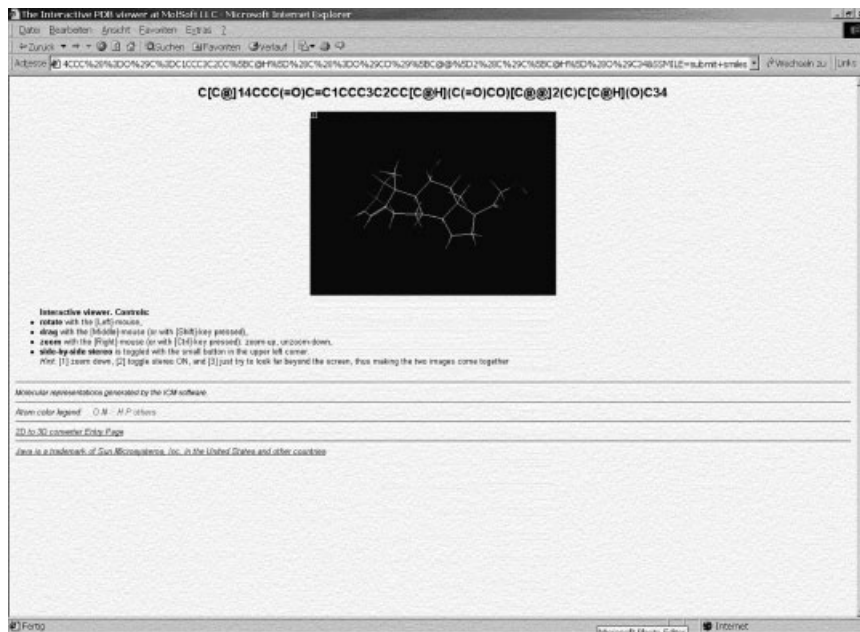 The Interactive PDB viewer at MolSoft LLC - Microsoft Internet Explorer
Datei Bearbeiten Ansicht Favoriten Extras ?
Zurück Suchen Favoriten Verlauf
Adresse Wechseln zu Links
C[C@]14CCC(=O)C=C1CCC3C2CC[C@H](C(=O)CO)[C@@]2(C)C[C@H](O)C34
Interactive viewer. Controls:
• rotate with the [Left]-mouse,
• drag with the [Middle]-mouse (or with [Shift]-key pressed),
• zoom with the [Right]-mouse (or with [Ctrl]-key pressed). zoom-up, unzoom-down,
• side-by-side stereo is toggled with the small button in the upper left corner.
Hint: [1] zoom down, [2] toggle stereo ON, and [3] just try to look far beyond the screen, thus making the two images come together
Molecular representations generated by the ICM software.
Atom color legend: O N H P others
2D to 3D converter Entry Page
Java is a trademark of Sun Microsystems, Inc. in the United States and other countries
Fertig
Internet